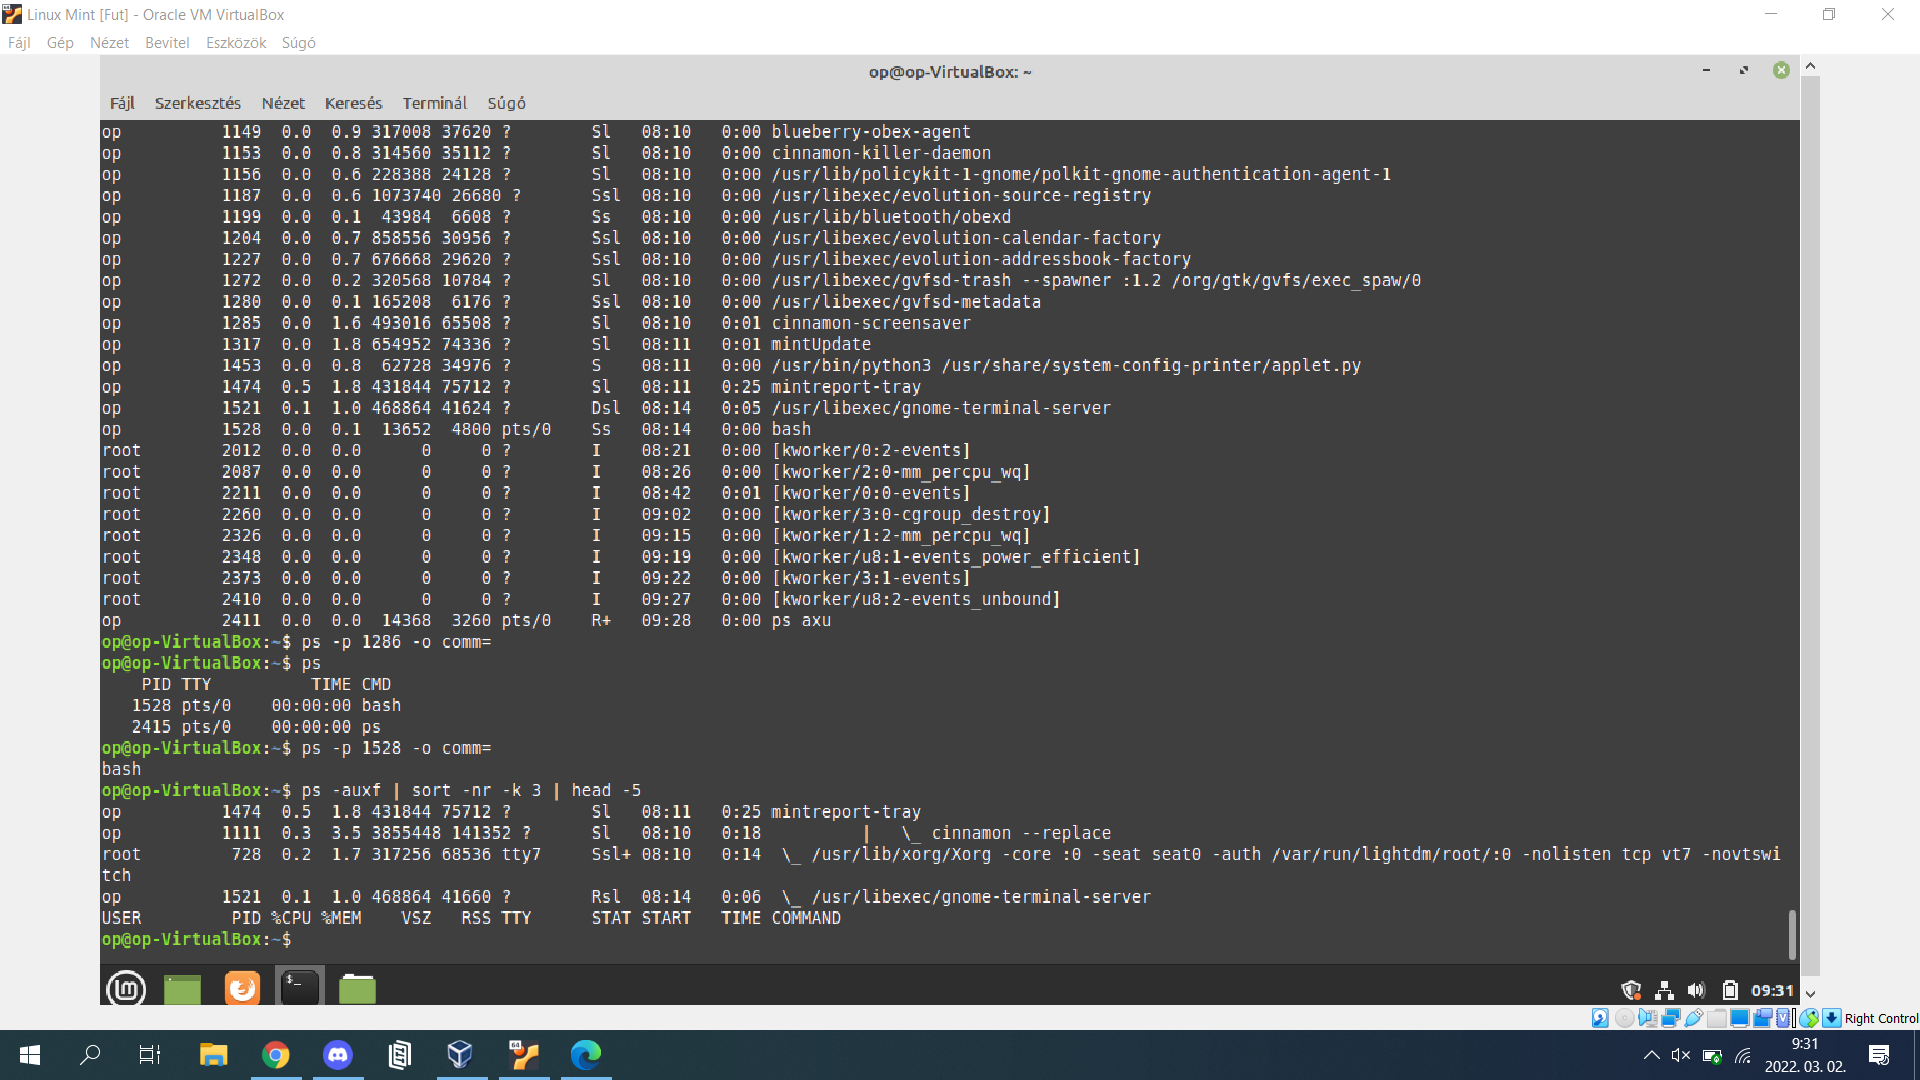 Linux Mint [Fut] - Oracle VM VirtualBox
Fájl Gép Nézet Bevitel Eszközök Súgó
op@op-VirtualBox: ~
Fájl Szerkesztés Nézet Keresés Terminál Súgó
op 1149 0.0 0.9 317008 37620 ? Sl 08:10 0:00 blueberry-obex-agent
op 1153 0.0 0.8 314560 35112 ? Sl 08:10 0:00 cinnamon-killer-daemon
op 1156 0.0 0.6 228388 24128 ? Sl 08:10 0:00 /usr/lib/policykit-1-gnome/polkit-gnome-authentication-agent-1
op 1187 0.0 0.6 1073740 26680 ? Ssl 08:10 0:00 /usr/libexec/evolution-source-registry
op 1199 0.0 0.1 43984 6608 ? Ss 08:10 0:00 /usr/lib/bluetooth/obexd
op 1204 0.0 0.7 858556 30956 ? Ssl 08:10 0:00 /usr/libexec/evolution-calendar-factory
op 1227 0.0 0.7 676668 29620 ? Ssl 08:10 0:00 /usr/libexec/evolution-addressbook-factory
op 1272 0.0 0.2 320568 10784 ? Sl 08:10 0:00 /usr/libexec/gvfsd-trash --spawner :1.2 /org/gtk/gvfs/exec_spaw/0
op 1280 0.0 0.1 165208 6176 ? Ssl 08:10 0:00 /usr/libexec/gvfsd-metadata
op 1285 0.0 1.6 493016 65508 ? Sl 08:10 0:01 cinnamon-screensaver
op 1317 0.0 1.8 654952 74336 ? Sl 08:11 0:01 mintUpdate
op 1453 0.0 0.8 62728 34976 ? S 08:11 0:00 /usr/bin/python3 /usr/share/system-config-printer/applet.py
op 1474 0.5 1.8 431844 75712 ? Sl 08:11 0:25 mintreport-tray
op 1521 0.1 1.0 468864 41624 ? Dsl 08:14 0:05 /usr/libexec/gnome-terminal-server
op 1528 0.0 0.1 13652 4800 pts/0 Ss 08:14 0:00 bash
root 2012 0.0 0.0 0 0 ? I 08:21 0:00 [kworker/0:2-events]
root 2087 0.0 0.0 0 0 ? I 08:26 0:00 [kworker/2:0-mm_percpu_wq]
root 2211 0.0 0.0 0 0 ? I 08:42 0:01 [kworker/0:0-events]
root 2260 0.0 0.0 0 0 ? I 09:02 0:00 [kworker/3:0-cgroup_destroy]
root 2326 0.0 0.0 0 0 ? I 09:15 0:00 [kworker/1:2-mm_percpu_wq]
root 2348 0.0 0.0 0 0 ? I 09:19 0:00 [kworker/u8:1-events_power_efficient]
root 2373 0.0 0.0 0 0 ? I 09:22 0:00 [kworker/3:1-events]
root 2410 0.0 0.0 0 0 ? I 09:27 0:00 [kworker/u8:2-events_unbound]
op 2411 0.0 0.0 14368 3260 pts/0 R+ 09:28 0:00 ps axu
op@op-VirtualBox:~$ ps -p 1286 -o comm=
op@op-VirtualBox:~$ ps
PID TTY TIME CMD
1528 pts/0 00:00:00 bash
2415 pts/0 00:00:00 ps
op@op-VirtualBox:~$ ps -p 1528 -o comm=
bash
op@op-VirtualBox:~$ ps -auxf | sort -nr -k 3 | head -5
op 1474 0.5 1.8 431844 75712 ? Sl 08:11 0:25 mintreport-tray
op 1111 0.3 3.5 3855448 141352 ? Sl 08:10 0:18 | \_ cinnamon --replace
root 728 0.2 1.7 317256 68536 tty7 Ssl+ 08:10 0:14 \_ /usr/lib/xorg/Xorg -core :0 -seat seat0 -auth /var/run/lightdm/root/:0 -nolisten tcp vt7 -novtswi
tch
op 1521 0.1 1.0 468864 41660 ? Rsl 08:14 0:06 \_ /usr/libexec/gnome-terminal-server
USER PID %CPU %MEM VSZ RSS TTY STAT START TIME COMMAND
op@op-VirtualBox:~$
09:31
Right Control
9:31
2022. 03. 02.